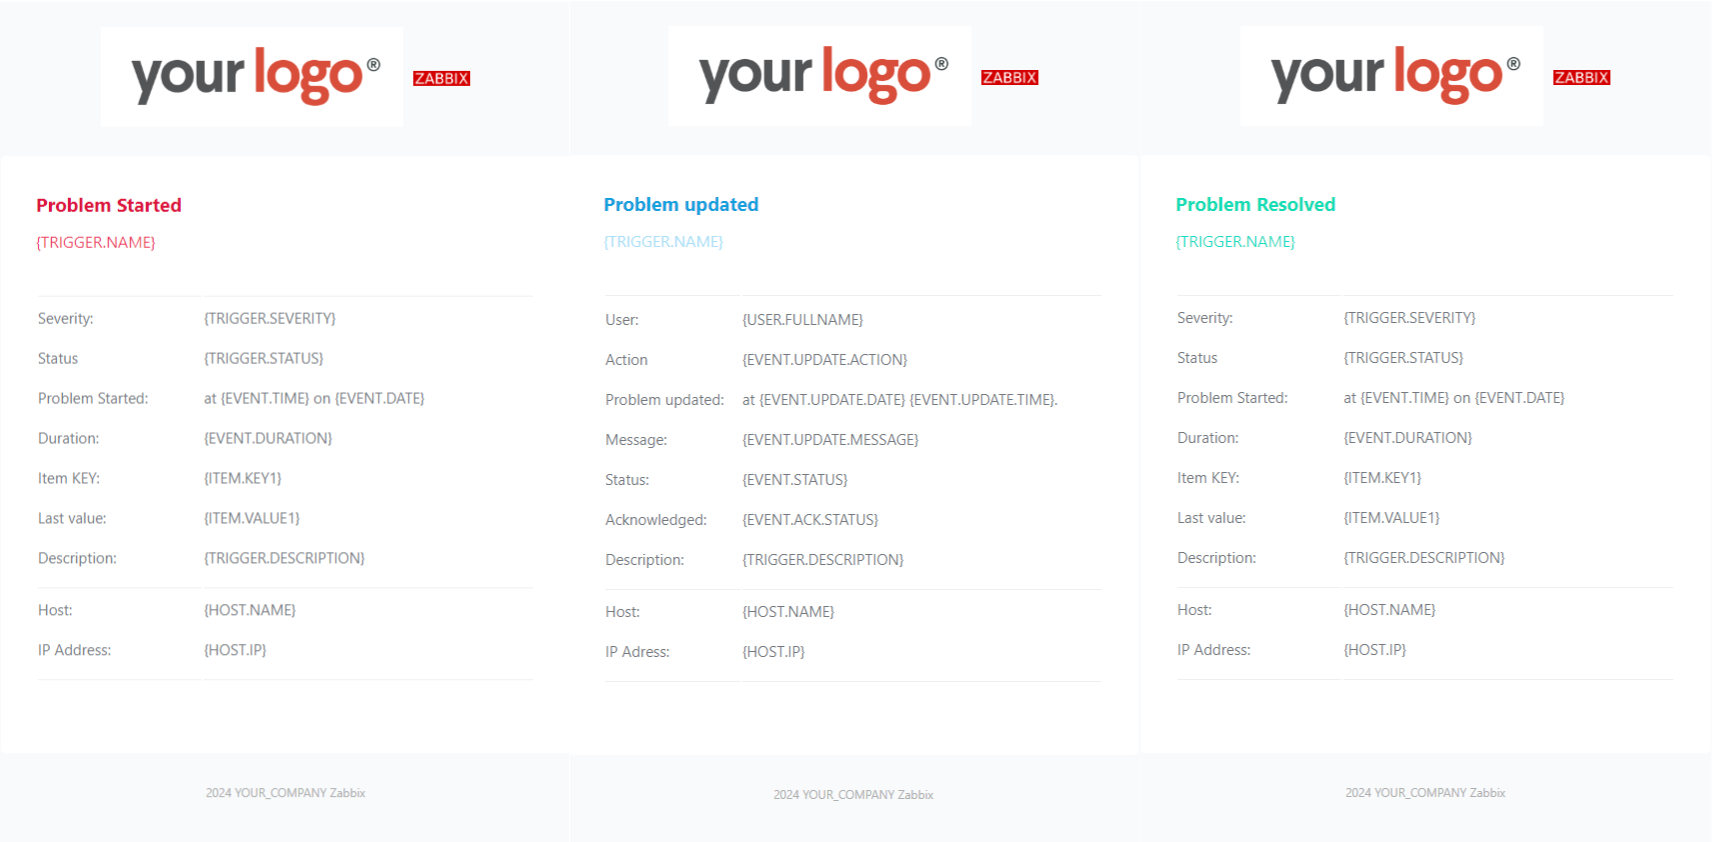 your logo®
ZABBIX
Problem Started
{TRIGGER.NAME}
Severity: {TRIGGER.SEVERITY}
Status {TRIGGER.STATUS}
Problem Started: at {EVENT.TIME} on {EVENT.DATE}
Duration: {EVENT.DURATION}
Item KEY: {ITEM.KEY1}
Last value: {ITEM.VALUE1}
Description: {TRIGGER.DESCRIPTION}
Host: {HOST.NAME}
IP Address: {HOST.IP}
2024 YOUR_COMPANY Zabbix
your logo®
ZABBIX
Problem updated
{TRIGGER.NAME}
User: {USER.FULLNAME}
Action {EVENT.UPDATE.ACTION}
Problem updated: at {EVENT.UPDATE.DATE} {EVENT.UPDATE.TIME}.
Message: {EVENT.UPDATE.MESSAGE}
Status: {EVENT.STATUS}
Acknowledged: {EVENT.ACK.STATUS}
Description: {TRIGGER.DESCRIPTION}
Host: {HOST.NAME}
IP Adress: {HOST.IP}
2024 YOUR_COMPANY Zabbix
your logo®
ZABBIX
Problem Resolved
{TRIGGER.NAME}
Severity: {TRIGGER.SEVERITY}
Status {TRIGGER.STATUS}
Problem Started: at {EVENT.TIME} on {EVENT.DATE}
Duration: {EVENT.DURATION}
Item KEY: {ITEM.KEY1}
Last value: {ITEM.VALUE1}
Description: {TRIGGER.DESCRIPTION}
Host: {HOST.NAME}
IP Address: {HOST.IP}
2024 YOUR_COMPANY Zabbix